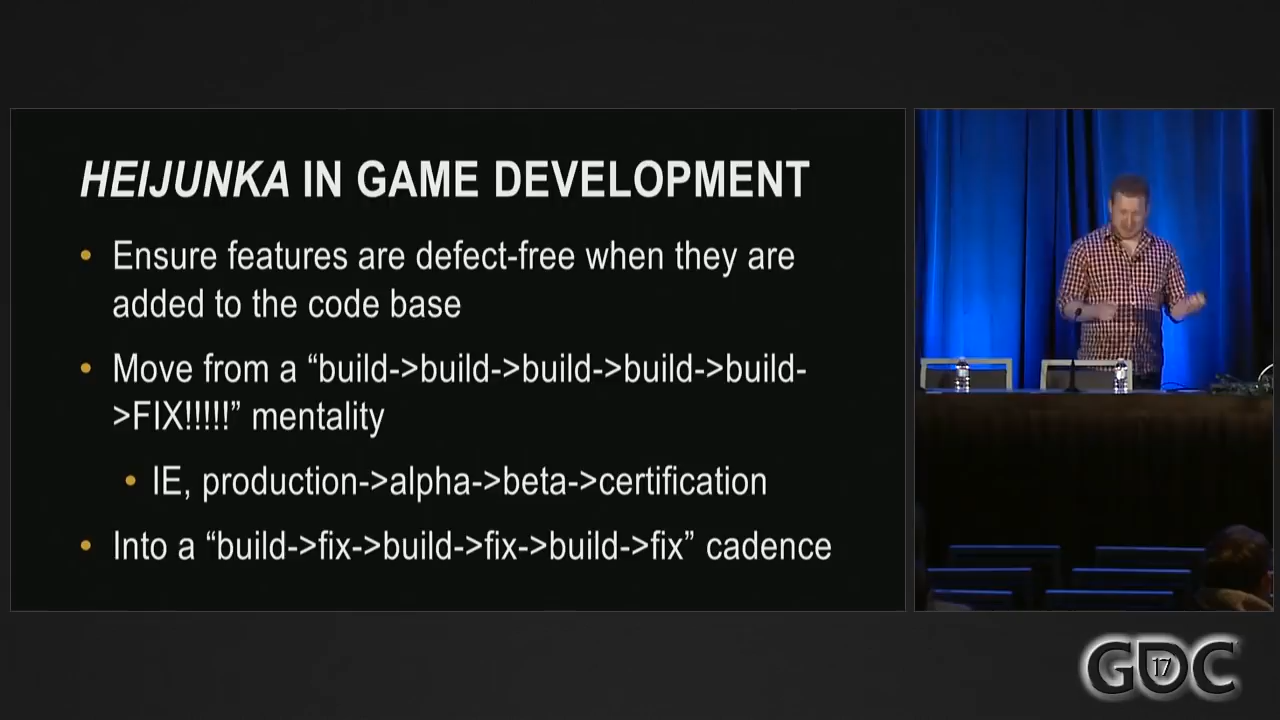 HEIJUNKA IN GAME DEVELOPMENT
• Ensure features are defect-free when they are
added to the code base
• Move from a “build->build->build->build->build-
>FIX!!!!!” mentality
• IE, production->alpha->beta->certification
• Into a “build->fix->build->fix->build->fix” cadence
GDC
17